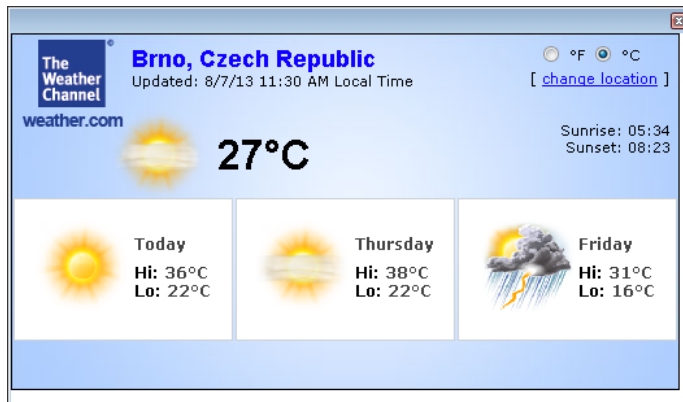 The
Weather
Channel
weather.com
Brno, Czech Republic
Updated: 8/7/13 11:30 AM Local Time
°F °C
[ change location ]
27°C
Sunrise: 05:34
Sunset: 08:23
Today
Hi: 36°C
Lo: 22°C
Thursday
Hi: 38°C
Lo: 22°C
Friday
Hi: 31°C
Lo: 16°C